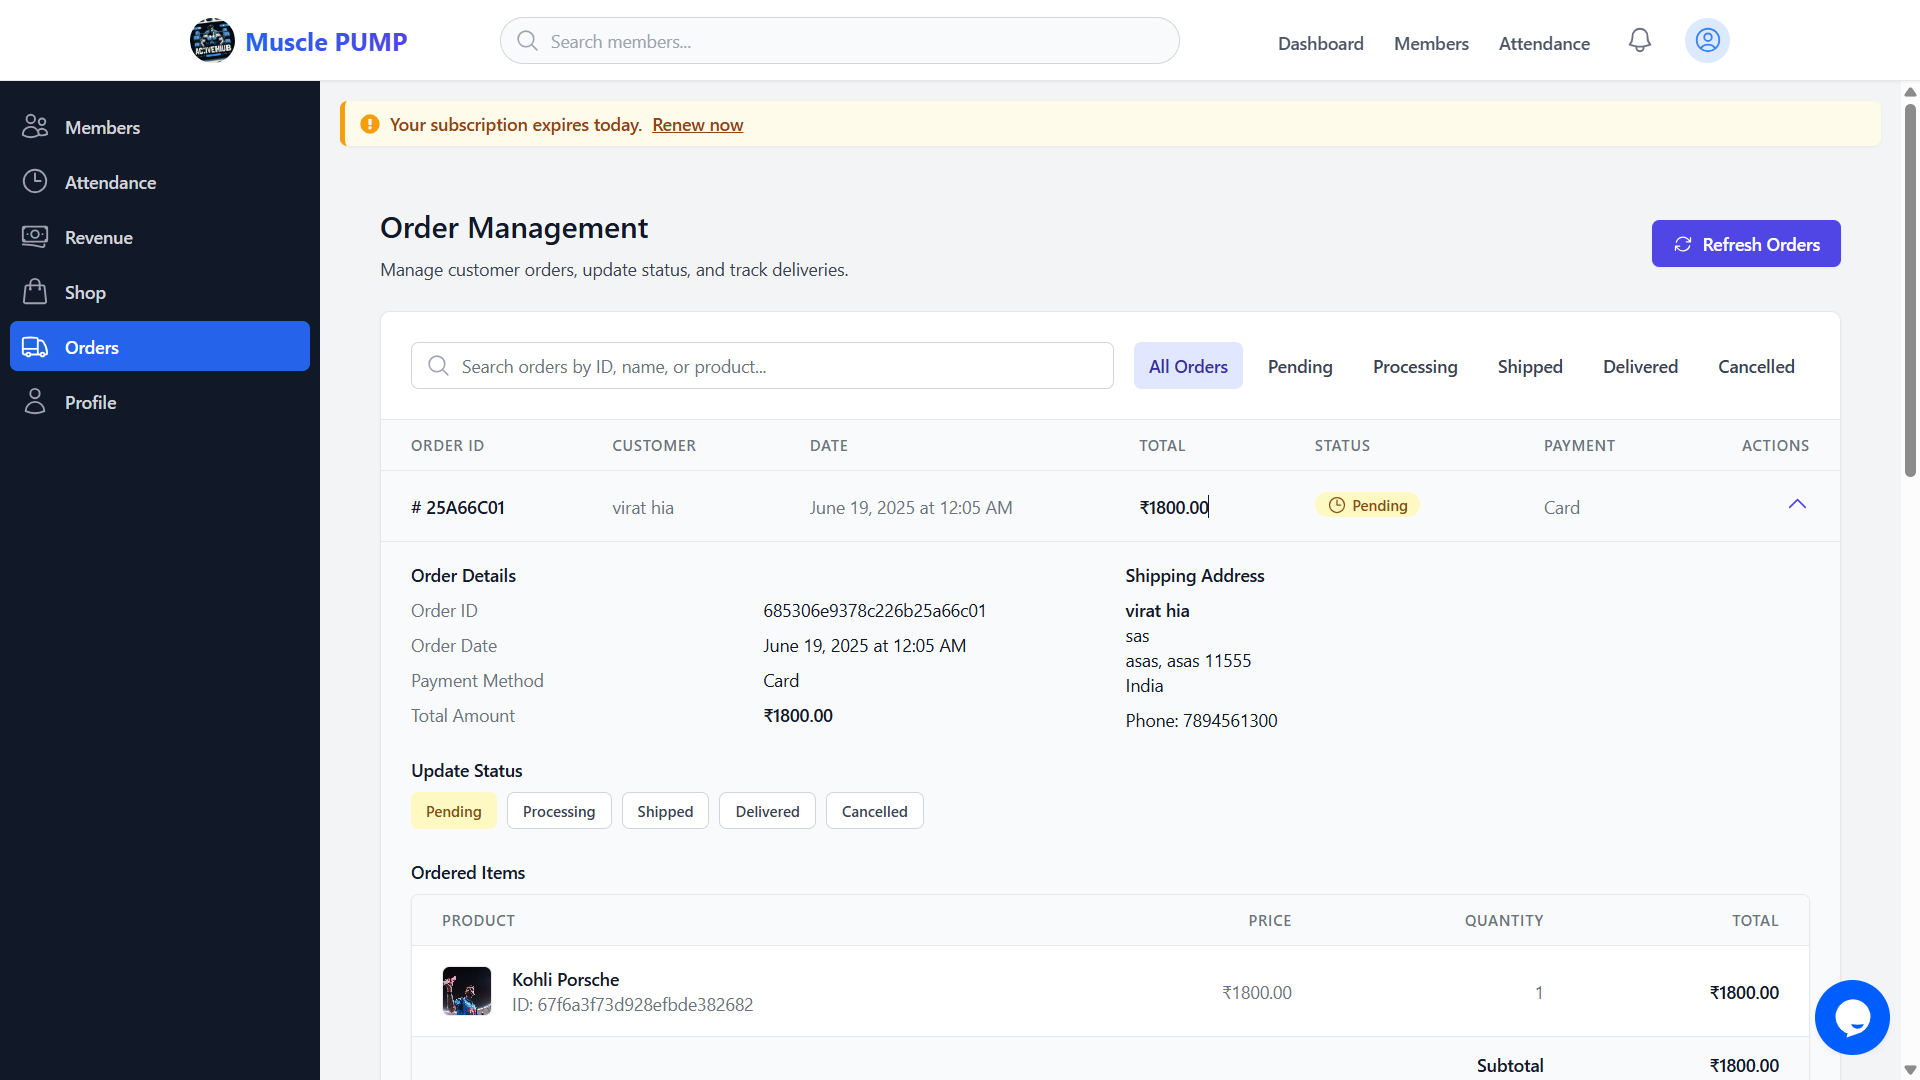 ACTIVEHUB
Muscle PUMP
Search members...
Dashboard
Members
Attendance
Members
Attendance
Revenue
Shop
Orders
Profile
Your subscription expires today. Renew now
Order Management
Manage customer orders, update status, and track deliveries.
Refresh Orders
Search orders by ID, name, or product...
All Orders
Pending
Processing
Shipped
Delivered
Cancelled
ORDER ID CUSTOMER DATE TOTAL STATUS PAYMENT ACTIONS
# 25A66C01 virat hia June 19, 2025 at 12:05 AM ₹1800.00 Pending Card
Order Details
Order ID 685306e9378c226b25a66c01
Order Date June 19, 2025 at 12:05 AM
Payment Method Card
Total Amount ₹1800.00
Shipping Address
virat hia
sas
asas, asas 11555
India
Phone: 7894561300
Update Status
Pending
Processing
Shipped
Delivered
Cancelled
Ordered Items
PRODUCT PRICE QUANTITY TOTAL
Kohli Porsche
ID: 67f6a3f73d928efbde382682
₹1800.00 1 ₹1800.00
Subtotal ₹1800.00